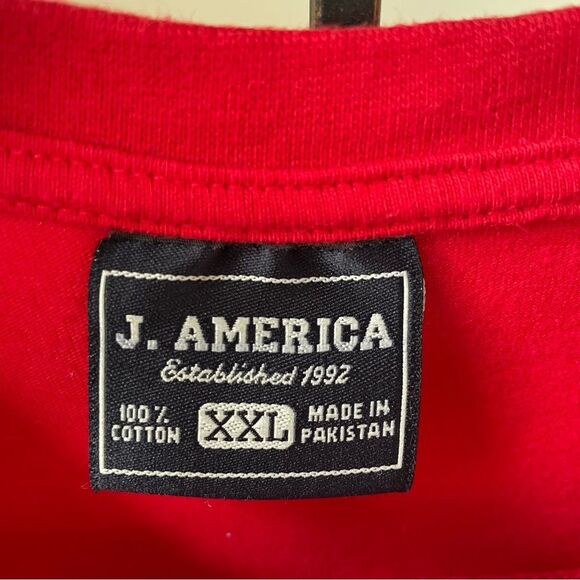 J. AMERICA
Established 1992
100% COTTON
XXL
MADE IN PAKISTAN